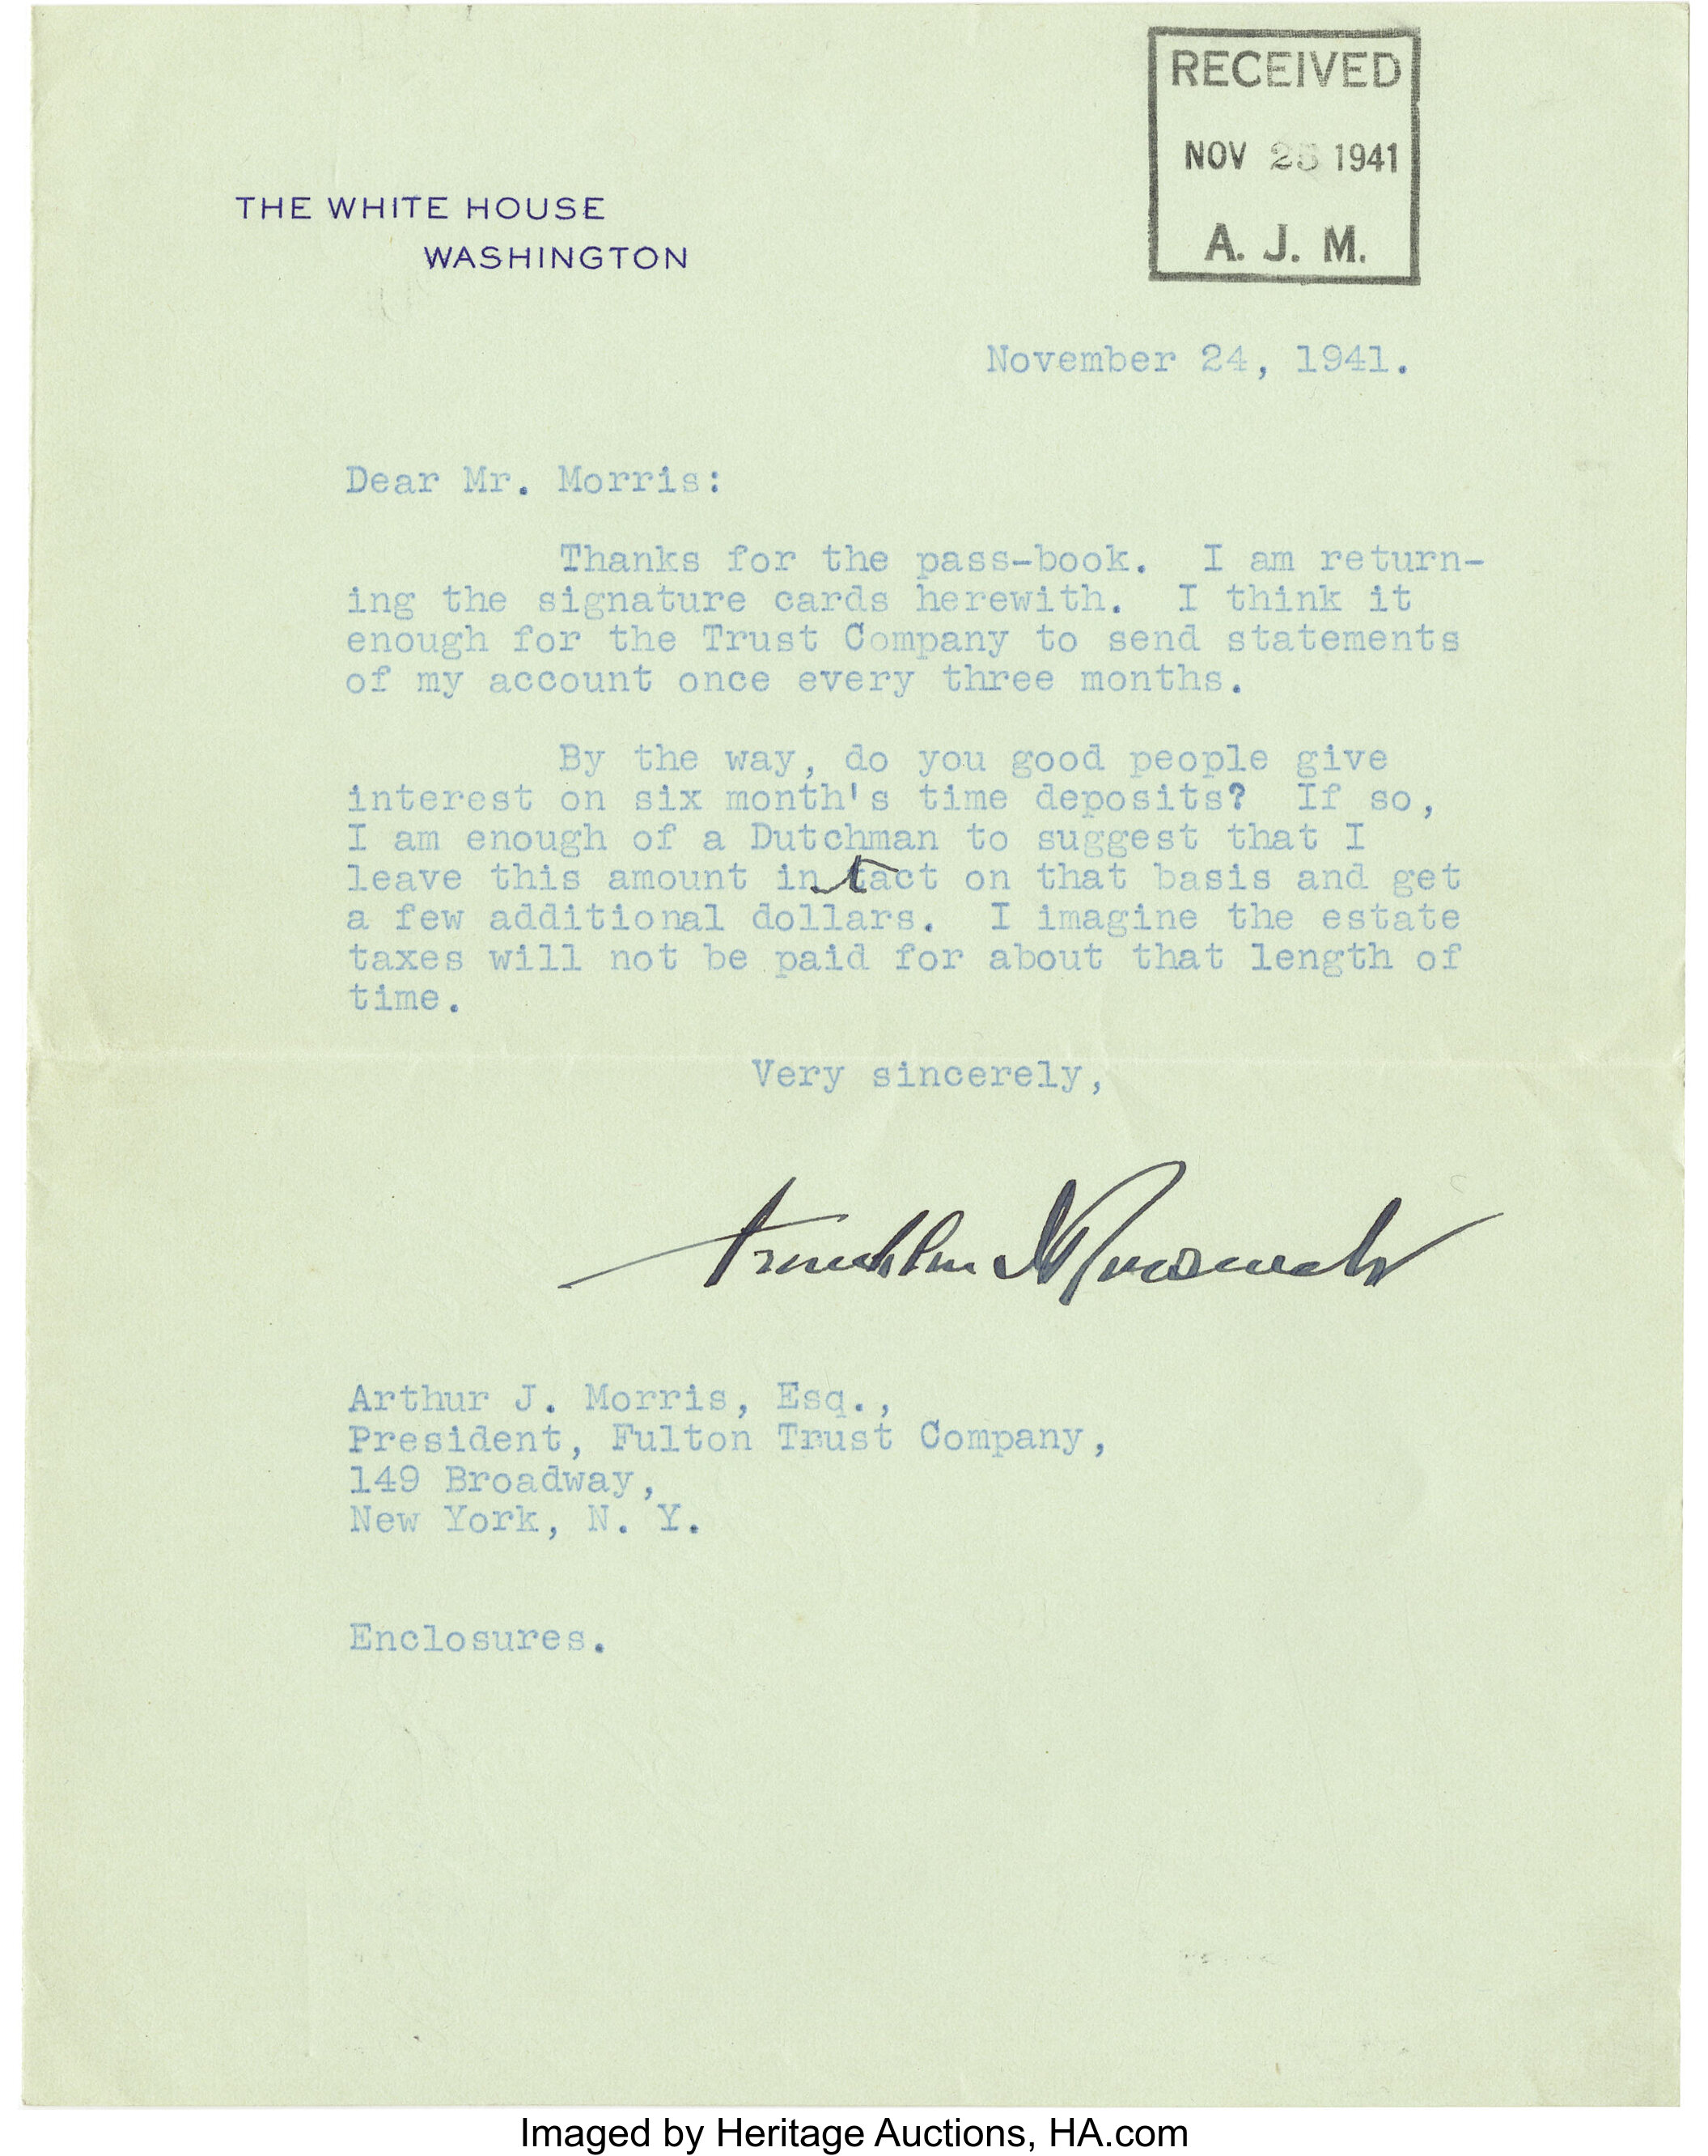 RECEIVED
NOV 25 1941
A. J. M.
THE WHITE HOUSE
WASHINGTON
November 24, 1941.
Dear Mr. Morris:
Thanks for the pass-book. I am return-
ing the signature cards herewith. I think it
enough for the Trust Company to send statements
of my account once every three months.
By the way, do you good people give
interest on six month's time deposits? If so,
I am enough of a Dutchman to suggest that I
leave this amount intact on that basis and get
a few additional dollars. I imagine the estate
taxes will not be paid for about that length of
time.
Very sincerely,
Franklin D Roosevelt
Arthur J. Morris, Esq.,
President, Fulton Trust Company,
149 Broadway,
New York, N. Y.
Enclosures.
Imaged by Heritage Auctions, HA.com